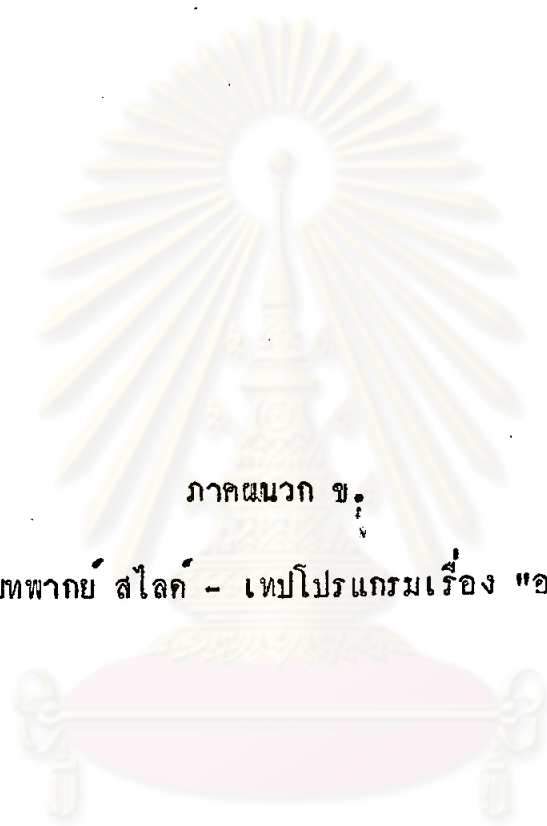 ภาคผนวก ข.
บทพากย์ สไลด์ - เทปโปรแกรมเรื่อง "อ